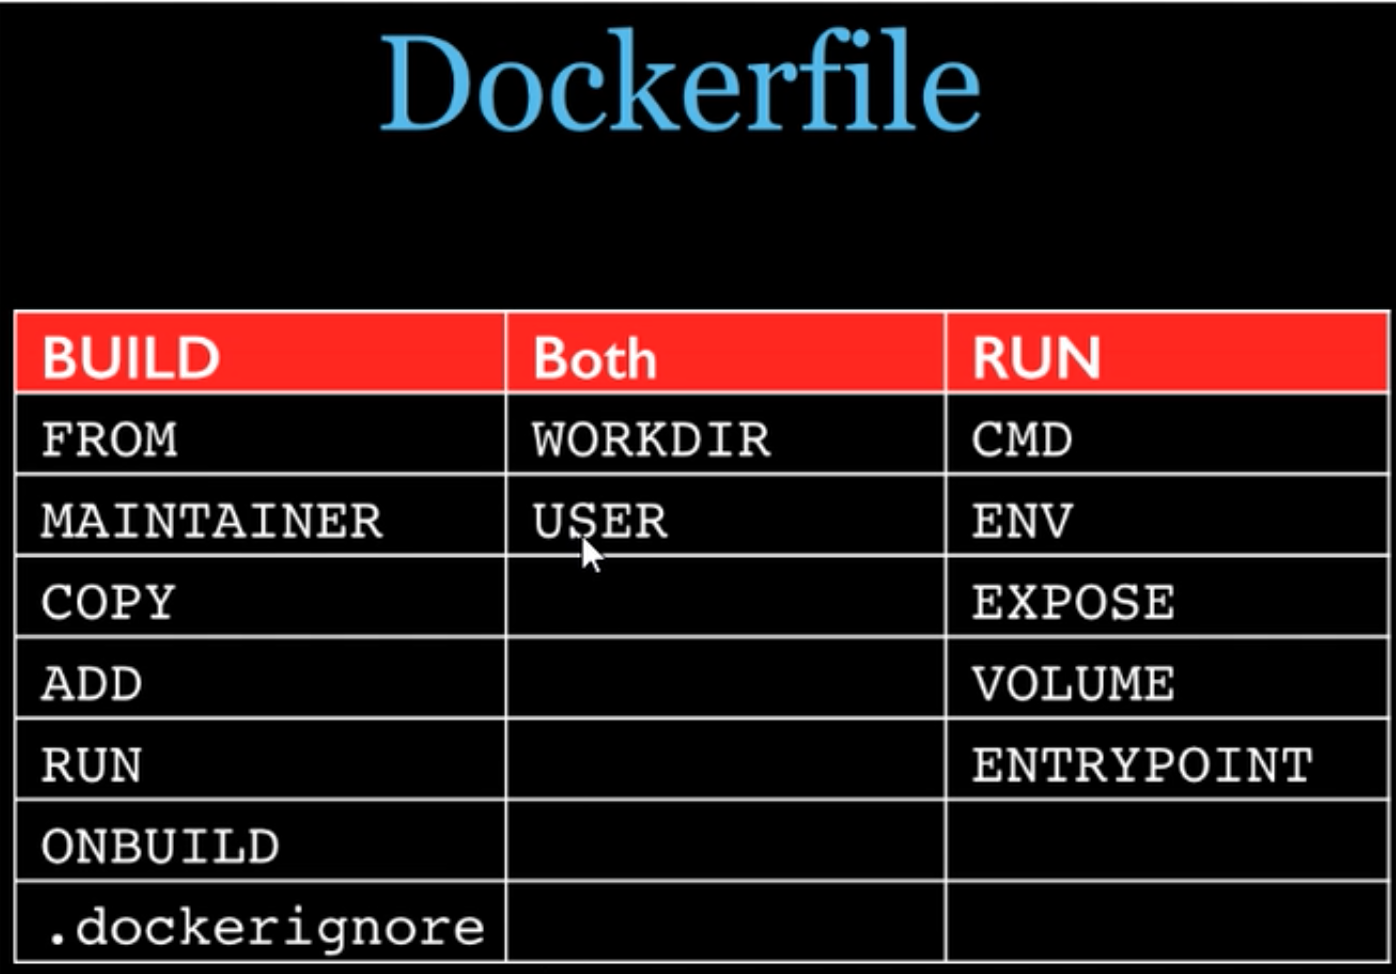 Dockerfile
BUILD Both RUN
FROM WORKDIR CMD
MAINTAINER USER ENV
COPY EXPOSE
ADD VOLUME
RUN ENTRYPOINT
ONBUILD
.dockerignore